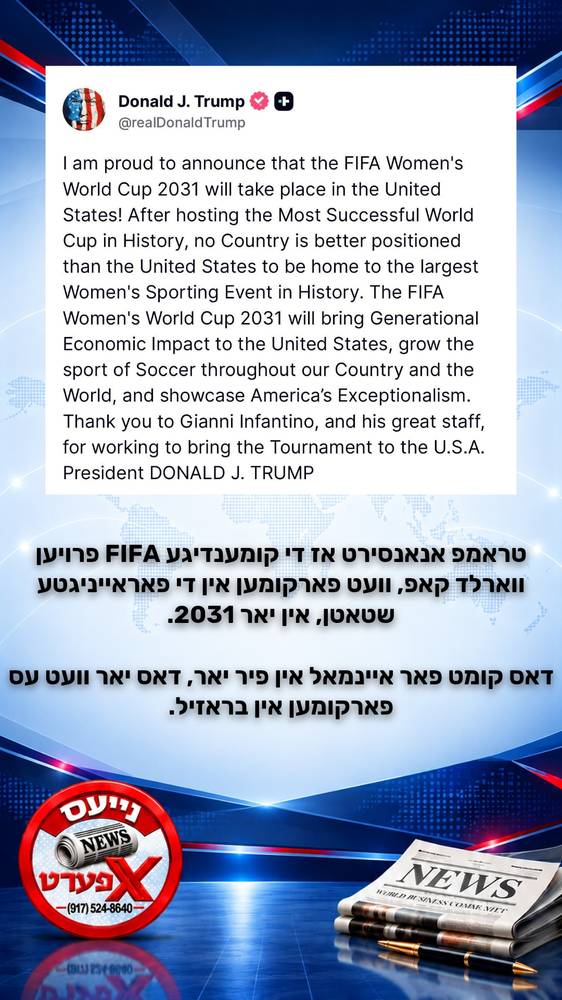 Donald J. Trump
@realDonaldTrump
I am proud to announce that the FIFA Women's
World Cup 2031 will take place in the United
States! After hosting the Most Successful World
Cup in History, no Country is better positioned
than the United States to be home to the largest
Women's Sporting Event in History. The FIFA
Women's World Cup 2031 will bring Generational
Economic Impact to the United States, grow the
sport of Soccer throughout our Country and the
World, and showcase America’s Exceptionalism.
Thank you to Gianni Infantino, and his great staff,
for working to bring the Tournament to the U.S.A.
President DONALD J. TRUMP
טראמפ אנאנסירט אז די קומענדיגע FIFA פרויען
ווארלד קאפ, וועט פארקומען אין די פאראייניגטע
שטאטן, אין יאר 2031.
דאס קומט פאר איינמאל אין פיר יאר, דאס יאר וועט עס
פארקומען אין בראזיל.
נייעס
NEWS
Xפערט
(917) 524-8640
NEWS
WORLD BUSINESS